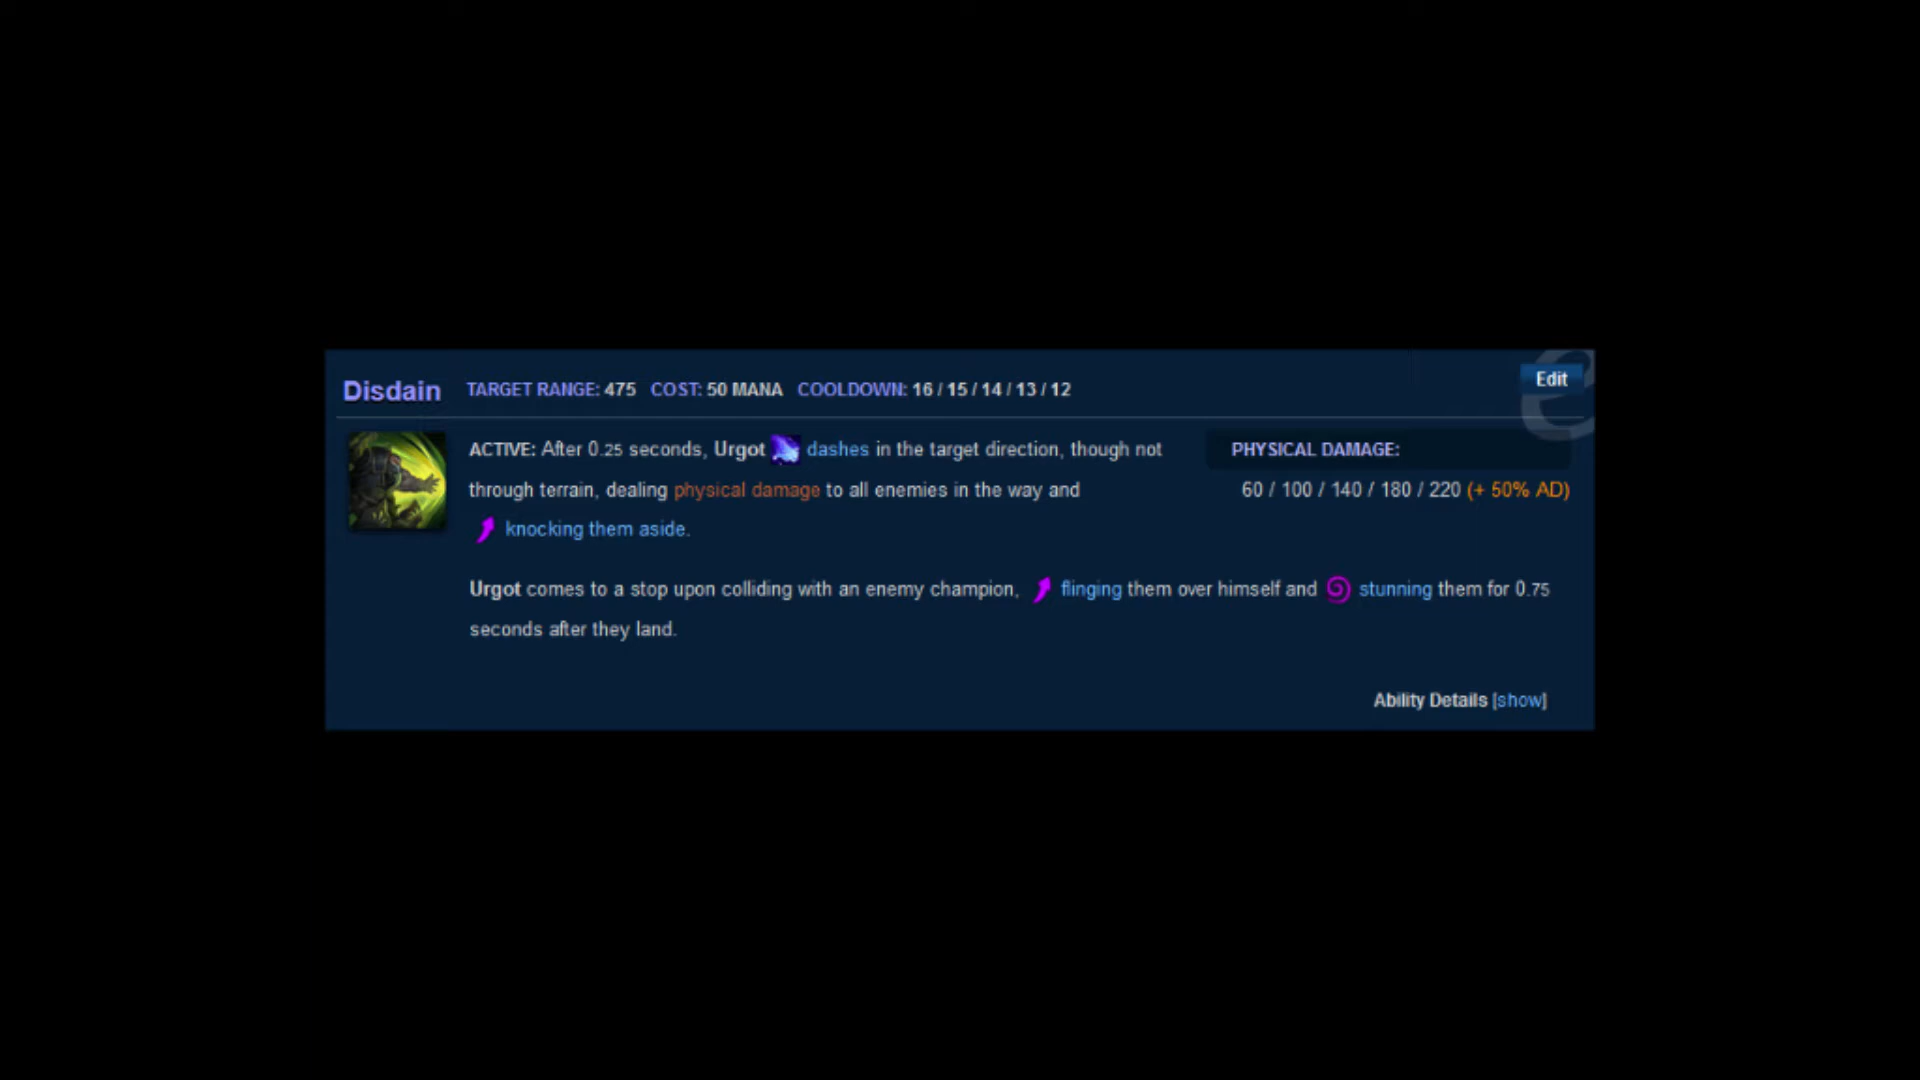 Disdain TARGET RANGE: 475 COST: 50 MANA COOLDOWN: 16 / 15 / 14 / 13 / 12
Edit
ACTIVE: After 0.25 seconds, Urgot dashes in the target direction, though not
through terrain, dealing physical damage to all enemies in the way and
knocking them aside.
PHYSICAL DAMAGE:
60 / 100 / 140 / 180 / 220 (+ 50% AD)
Urgot comes to a stop upon colliding with an enemy champion, flinging them over himself and stunning them for 0.75
seconds after they land.
Ability Details [show]